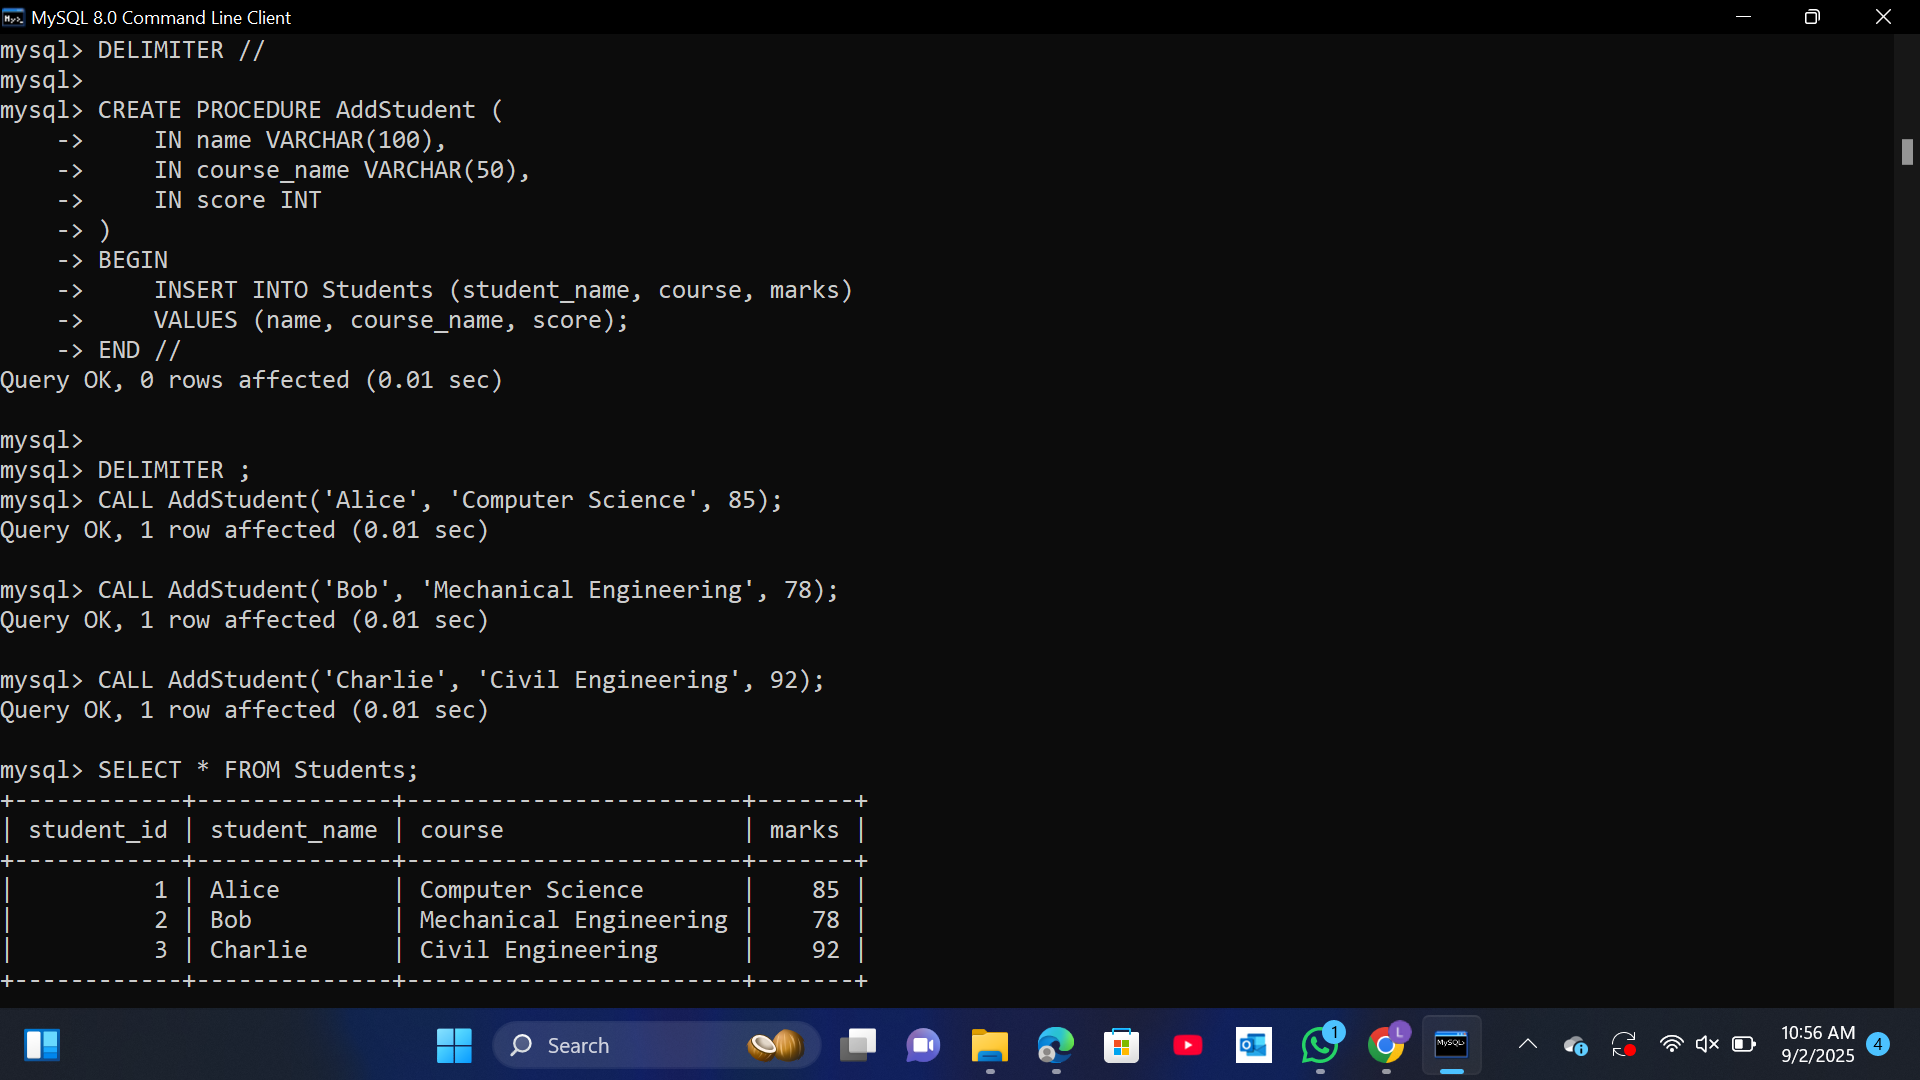 MySQL 8.0 Command Line Client
mysql> DELIMITER //
mysql>
mysql> CREATE PROCEDURE AddStudent (
    ->     IN name VARCHAR(100),
    ->     IN course_name VARCHAR(50),
    ->     IN score INT
    -> )
    -> BEGIN
    ->     INSERT INTO Students (student_name, course, marks)
    ->     VALUES (name, course_name, score);
    -> END //
Query OK, 0 rows affected (0.01 sec)
mysql>
mysql> DELIMITER ;
mysql> CALL AddStudent('Alice', 'Computer Science', 85);
Query OK, 1 row affected (0.01 sec)
mysql> CALL AddStudent('Bob', 'Mechanical Engineering', 78);
Query OK, 1 row affected (0.01 sec)
mysql> CALL AddStudent('Charlie', 'Civil Engineering', 92);
Query OK, 1 row affected (0.01 sec)
mysql> SELECT * FROM Students;
+------------+--------------+------------------------+-------+
| student_id | student_name | course                 | marks |
+------------+--------------+------------------------+-------+
|          1 | Alice        | Computer Science       |    85 |
|          2 | Bob          | Mechanical Engineering |    78 |
|          3 | Charlie      | Civil Engineering      |    92 |
+------------+--------------+------------------------+-------+
Search
1
L
MySQL>
10:56 AM
9/2/2025
4